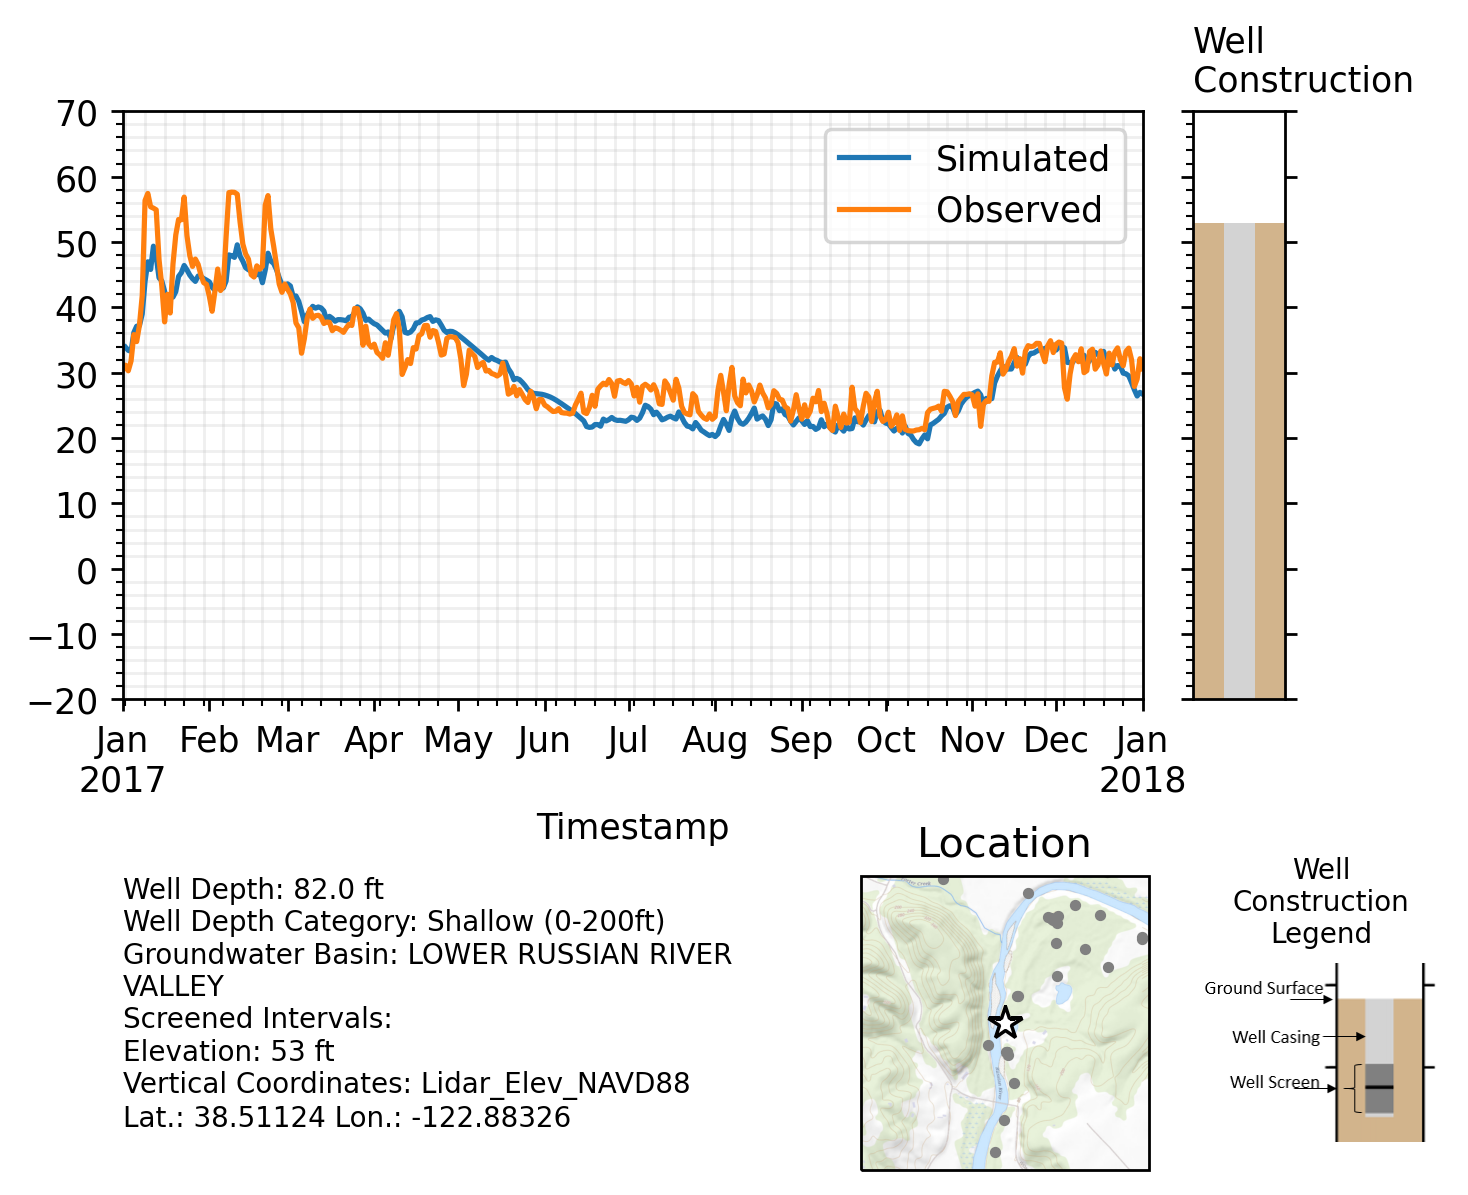 Well
Construction
70
60
50
40
30
20
10
0
−10
−20
Simulated
Observed
Jan Feb Mar Apr May Jun Jul Aug Sep Oct Nov Dec Jan
2017 2018
Timestamp
Well Depth: 82.0 ft
Well Depth Category: Shallow (0-200ft)
Groundwater Basin: LOWER RUSSIAN RIVER
VALLEY
Screened Intervals:
Elevation: 53 ft
Vertical Coordinates: Lidar_Elev_NAVD88
Lat.: 38.51124 Lon.: -122.88326
Location
Well
Construction
Legend
Ground Surface
Well Casing
Well Screen